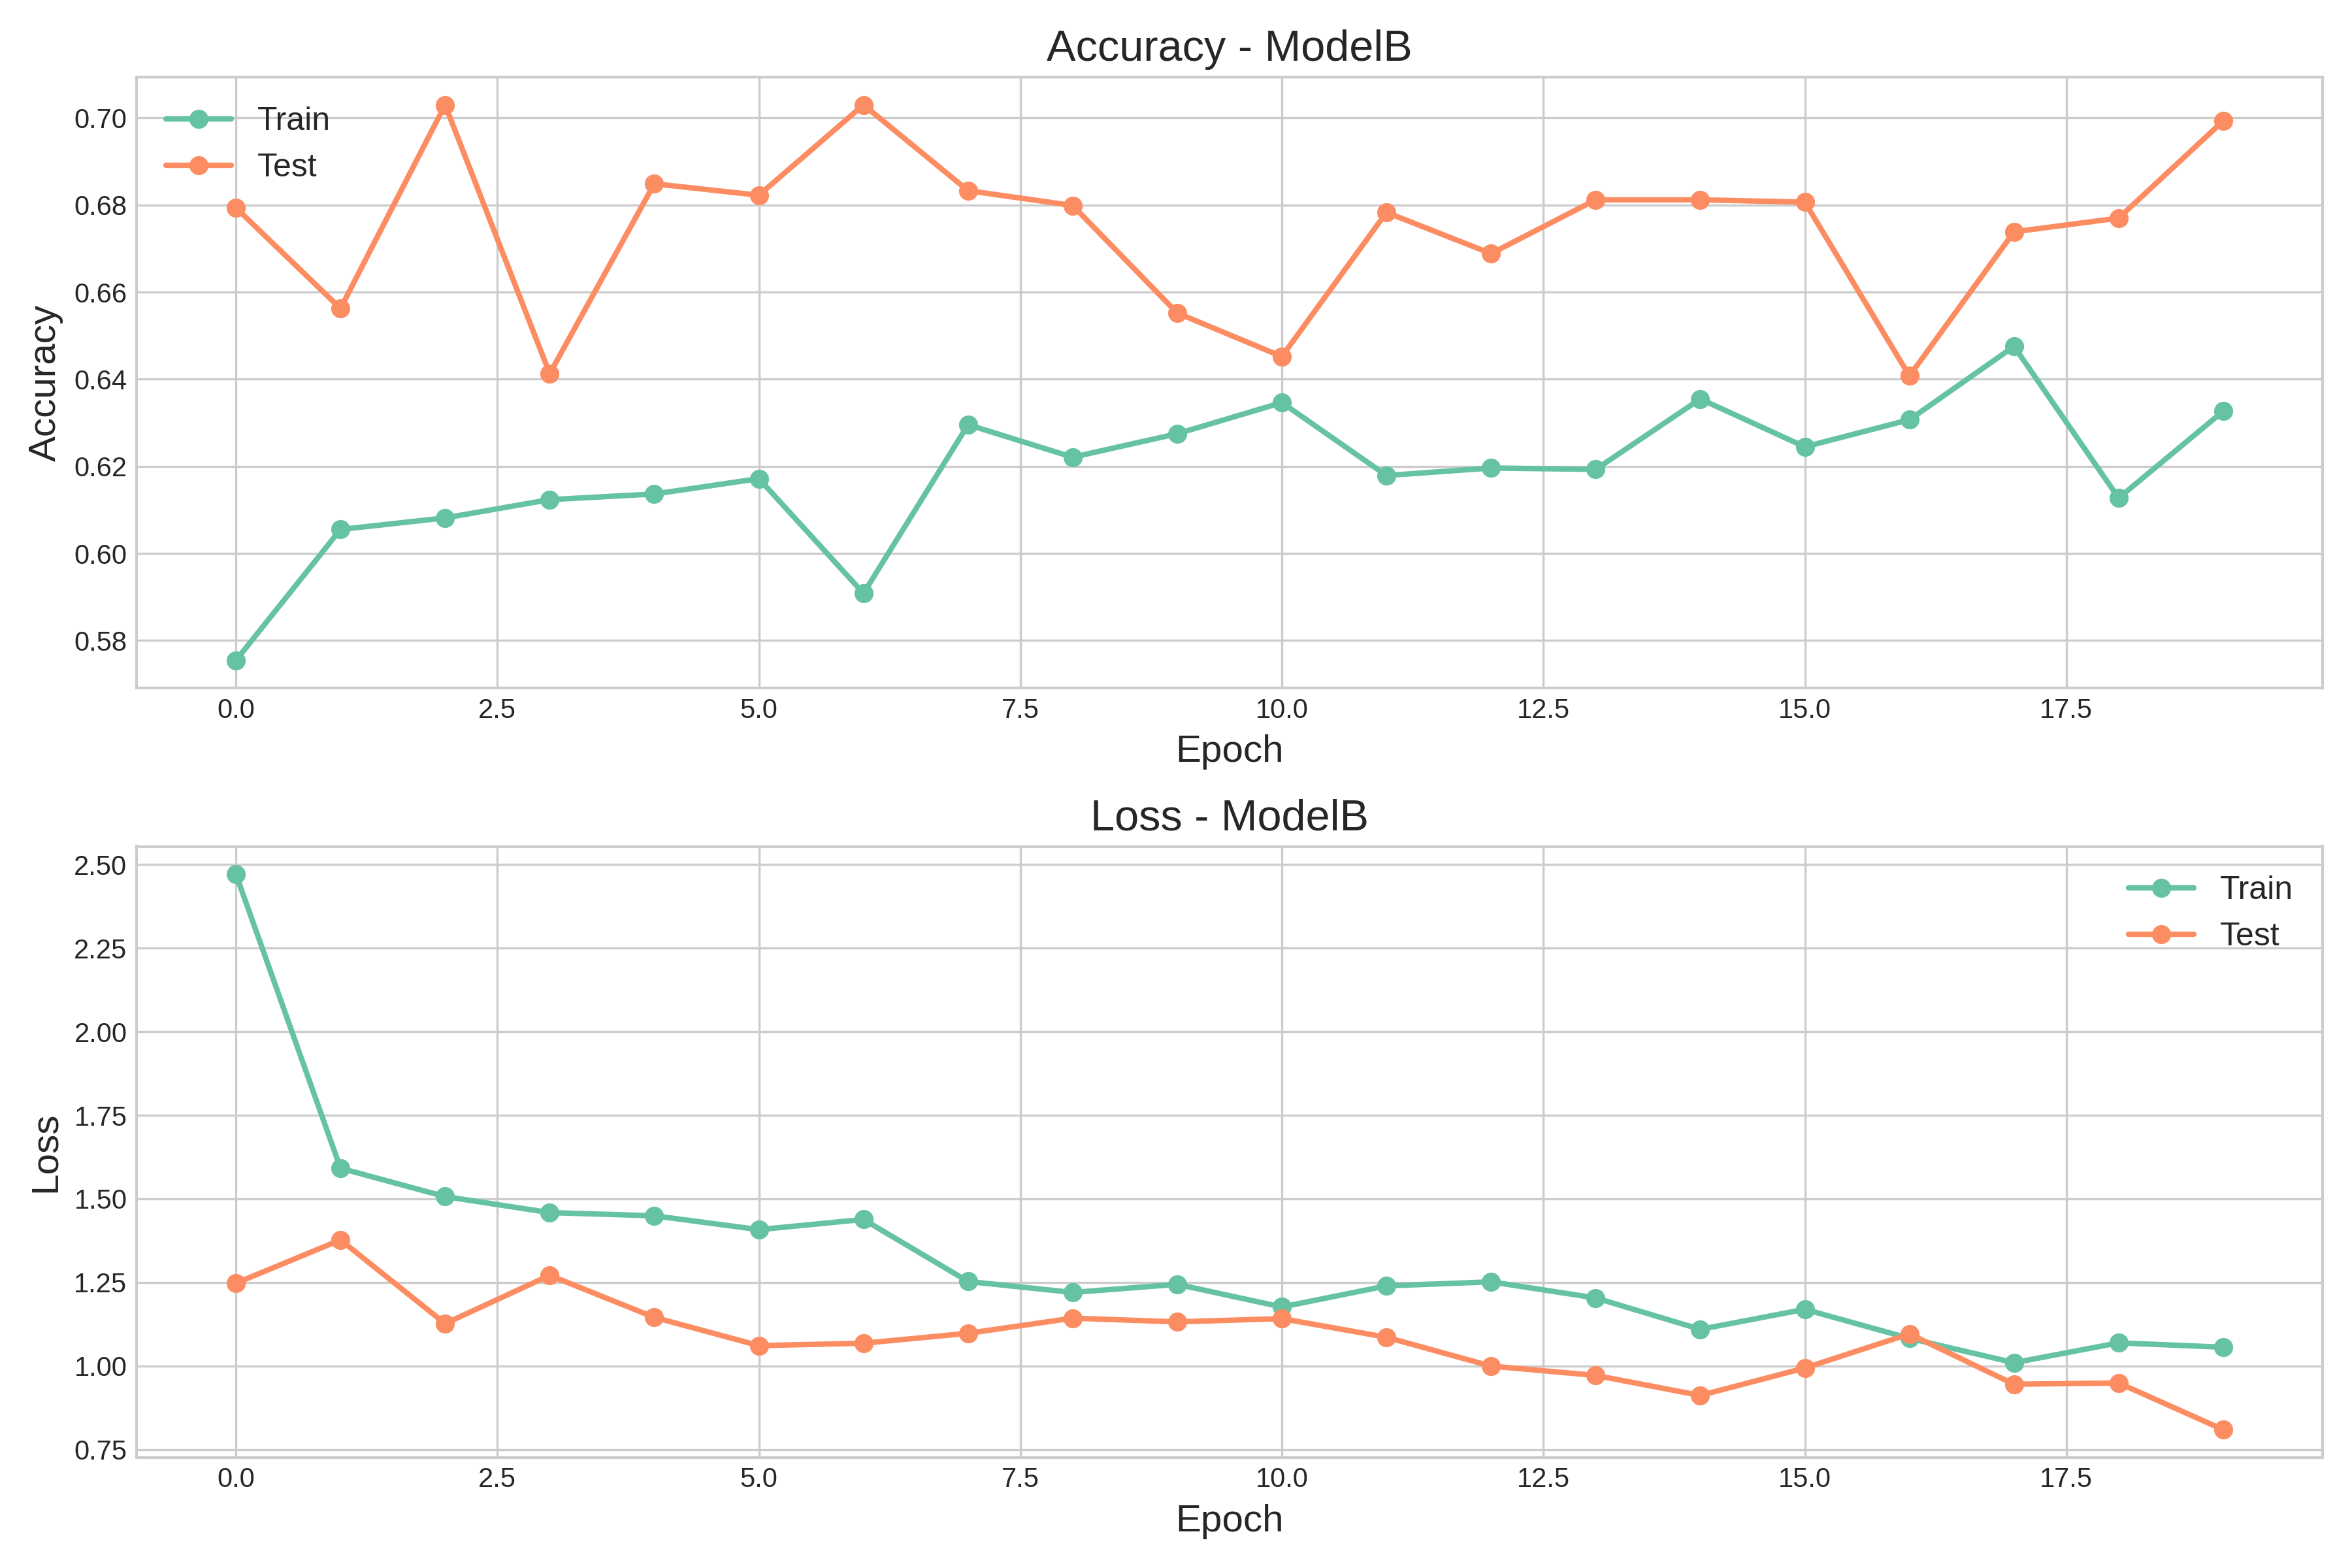 Accuracy - ModelB
Train
Test
Accuracy
0.70
0.68
0.66
0.64
0.62
0.60
0.58
0.0 2.5 5.0 7.5 10.0 12.5 15.0 17.5
Epoch
Loss - ModelB
Train
Test
Loss
2.50
2.25
2.00
1.75
1.50
1.25
1.00
0.75
0.0 2.5 5.0 7.5 10.0 12.5 15.0 17.5
Epoch